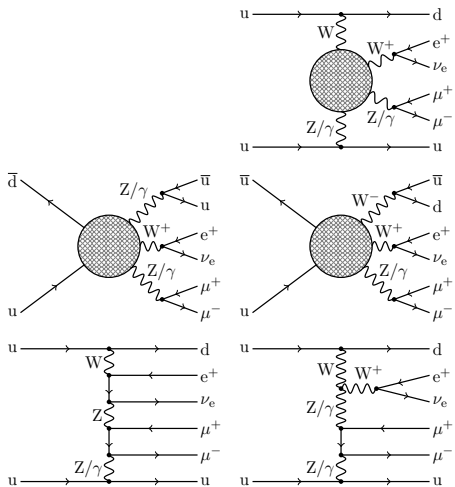 u d
W
W⁺ e⁺
νₑ
μ⁺
Z/γ Z/γ μ⁻
u u
d̅ u̅ u̅ u̅
Z/γ u W⁻ d
W⁺ e⁺ W⁺ e⁺
νₑ νₑ
Z/γ μ⁺ Z/γ μ⁺
u μ⁻ u μ⁻
u d u d
W W W⁺ e⁺
e⁺ νₑ
Z νₑ Z/γ
μ⁺ μ⁺
μ⁻ μ⁻
Z/γ Z/γ
u u u u